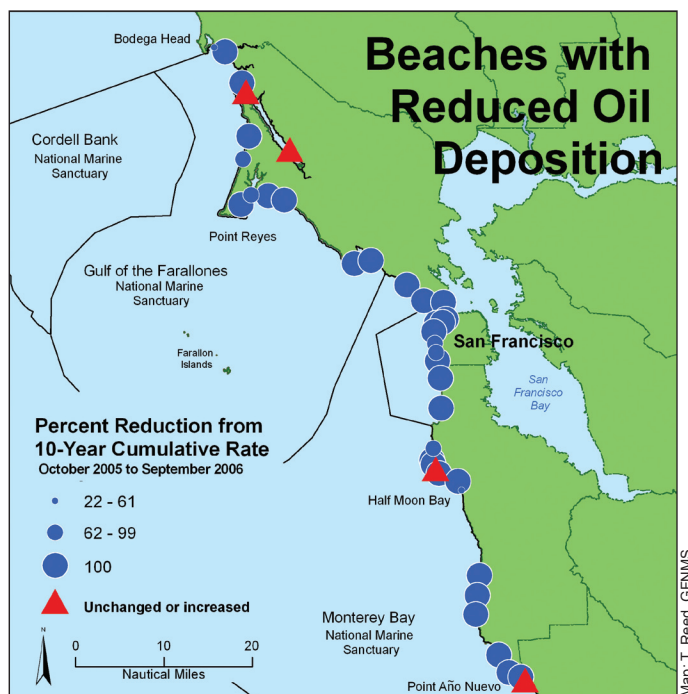 Beaches with
Reduced Oil
Deposition
Bodega Head
Cordell Bank
National Marine
Sanctuary
Point Reyes
Gulf of the Farallones
National Marine
Sanctuary
Farallon
Islands
San Francisco
San
Francisco
Bay
Percent Reduction from
10-Year Cumulative Rate
October 2005 to September 2006
22 - 61
62 - 99
100
Unchanged or increased
Half Moon Bay
Monterey Bay
National Marine
Sanctuary
Point Año Nuevo
N
0 10 20
Nautical Miles
Map: T. Reed, GFNMS